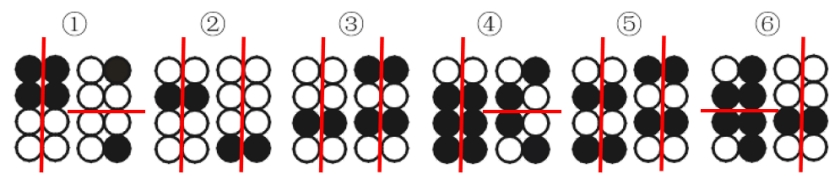 ① ② ③ ④ ⑤ ⑥